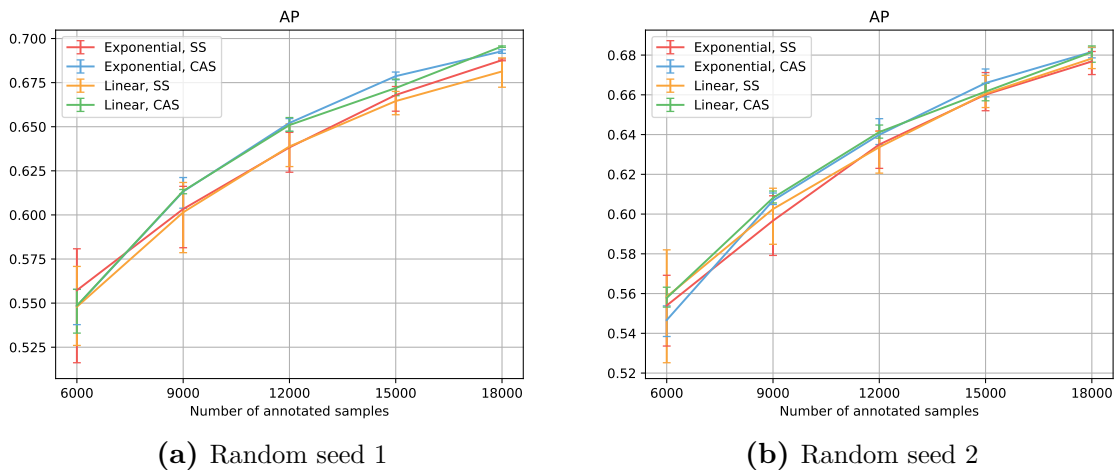 AP
0.700
0.675
0.650
0.625
0.600
0.575
0.550
0.525
Exponential, SS
Exponential, CAS
Linear, SS
Linear, CAS
6000 9000 12000 15000 18000
Number of annotated samples
(a) Random seed 1
AP
0.68
0.66
0.64
0.62
0.60
0.58
0.56
0.54
0.52
Exponential, SS
Exponential, CAS
Linear, SS
Linear, CAS
6000 9000 12000 15000 18000
Number of annotated samples
(b) Random seed 2